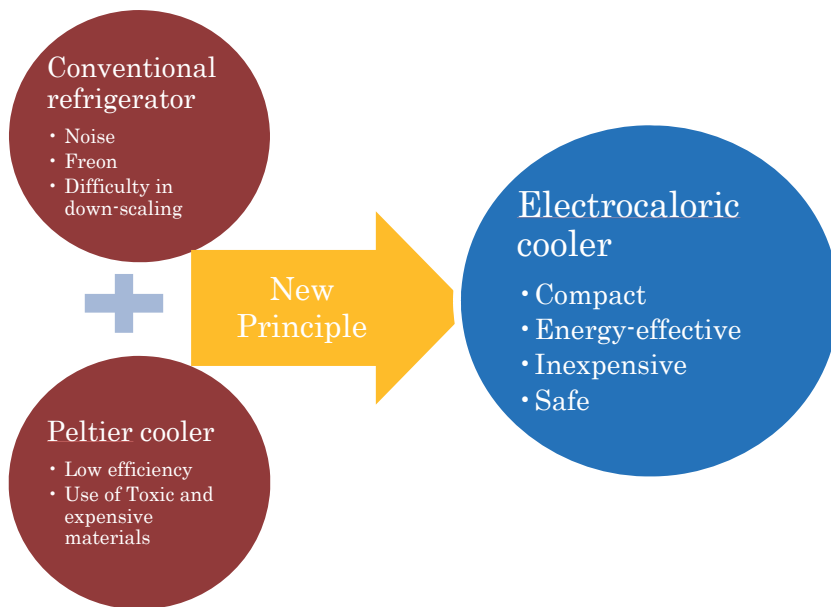 Conventional
refrigerator
• Noise
• Freon
• Difficulty in
down-scaling
Peltier cooler
• Low efficiency
• Use of Toxic and
expensive
materials
New
Principle
Electrocaloric
cooler
• Compact
• Energy-effective
• Inexpensive
• Safe